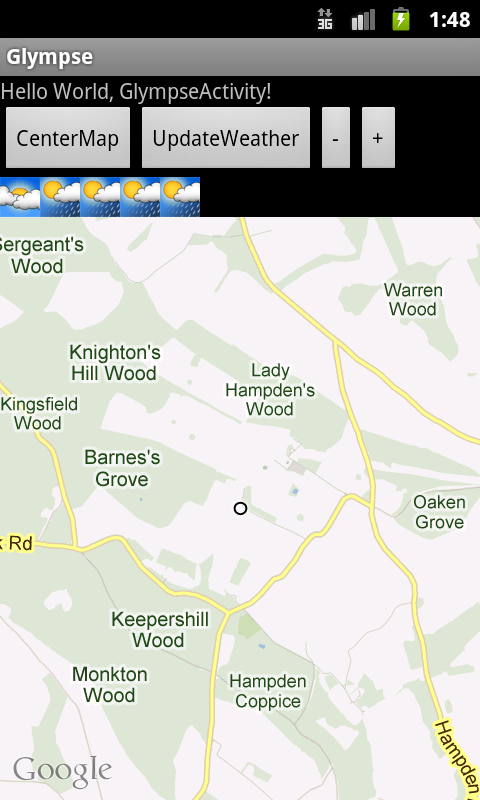 3G 1:48
Glympse
Hello World, GlympseActivity!
CenterMap UpdateWeather - +
Sergeant's
Wood
Warren
Wood
Knighton's
Hill Wood
Lady
Hampden's
Wood
Kingsfield
Wood
Barnes's
Grove
Oaken
Grove
k Rd
Keepershill
Wood
Monkton
Wood
Hampden
Coppice
Hampden
Google